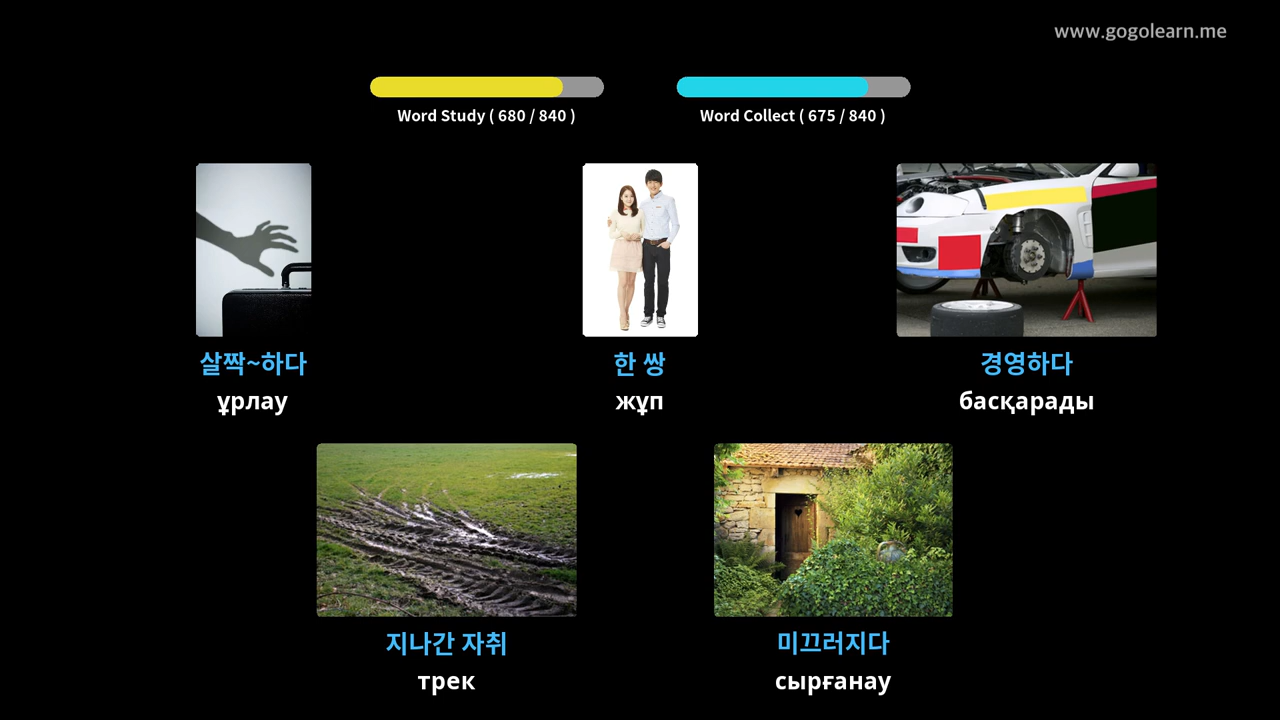 www.gogolearn.me
Word Study ( 680 / 840 )
Word Collect ( 675 / 840 )
살짝~하다
ұрлау
한 쌍
жұп
경영하다
басқарады
지나간 자취
трек
미끄러지다
сырғанау